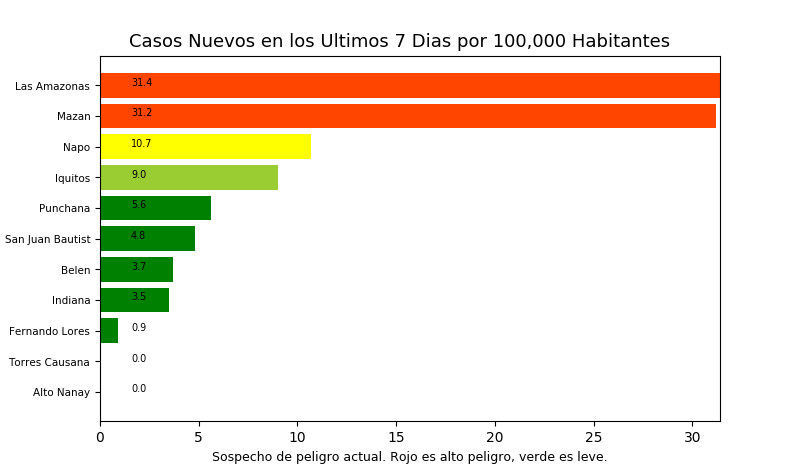 Casos Nuevos en los Ultimos 7 Dias por 100,000 Habitantes
Las Amazonas 31.4
Mazan 31.2
Napo 10.7
Iquitos 9.0
Punchana 5.6
San Juan Bautist 4.8
Belen 3.7
Indiana 3.5
Fernando Lores 0.9
Torres Causana 0.0
Alto Nanay 0.0
0 5 10 15 20 25 30
Sospecho de peligro actual. Rojo es alto peligro, verde es leve.